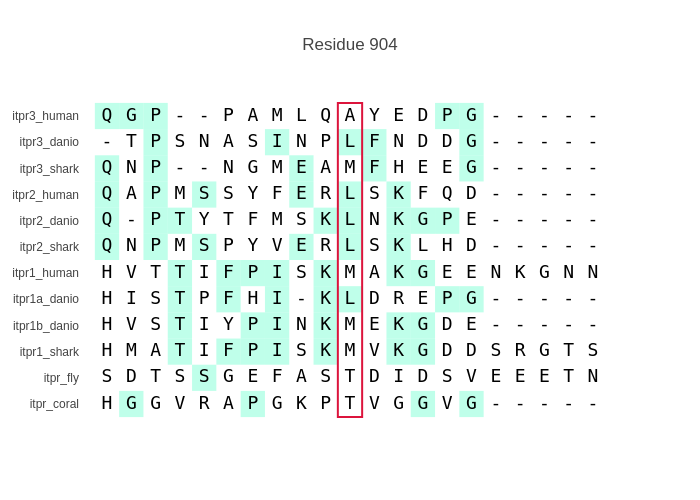 Residue 904
itpr3_human Q G P - - P A M L Q A Y E D P G - - - - -
itpr3_danio - T P S N A S I N P L F N D D G - - - - -
itpr3_shark Q N P - - N G M E A M F H E E G - - - - -
itpr2_human Q A P M S S Y F E R L S K F Q D - - - - -
itpr2_danio Q - P T Y T F M S K L N K G P E - - - - -
itpr2_shark Q N P M S P Y V E R L S K L H D - - - - -
itpr1_human H V T T I F P I S K M A K G E E N K G N N
itpr1a_danio H I S T P F H I - K L D R E P G - - - - -
itpr1b_danio H V S T I Y P I N K M E K G D E - - - - -
itpr1_shark H M A T I F P I S K M V K G D D S R G T S
itpr_fly S D T S S G E F A S T D I D S V E E E T N
itpr_coral H G G V R A P G K P T V G G V G - - - - -